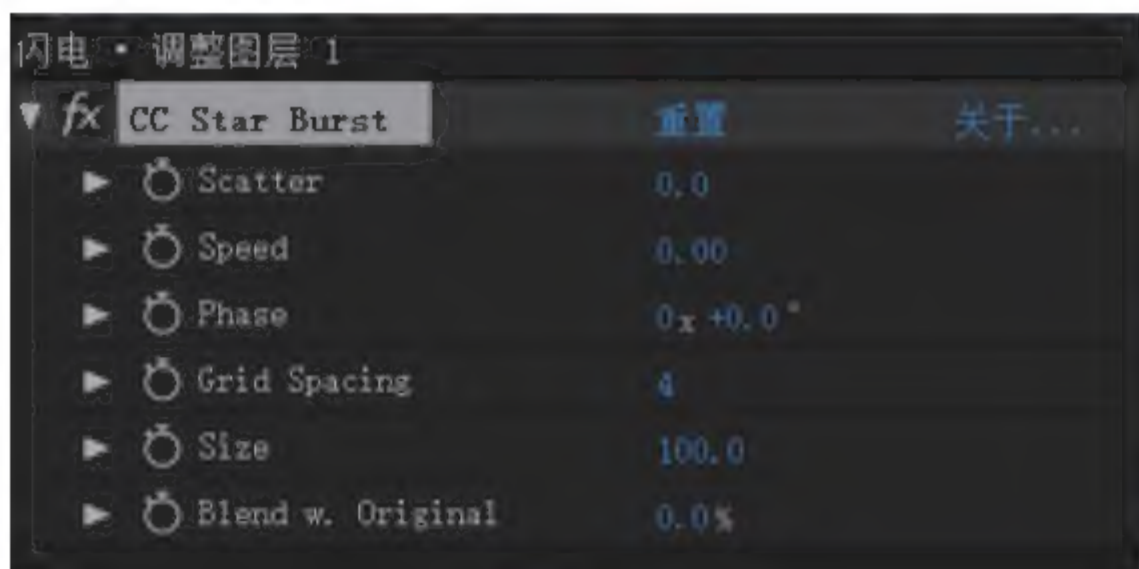 闪电 · 调整图层 1
fx CC Star Burst 重置 关于...
Scatter 0.0
Speed 0.00
Phase 0x +0.0°
Grid Spacing 4
Size 100.0
Blend w. Original 0.0%